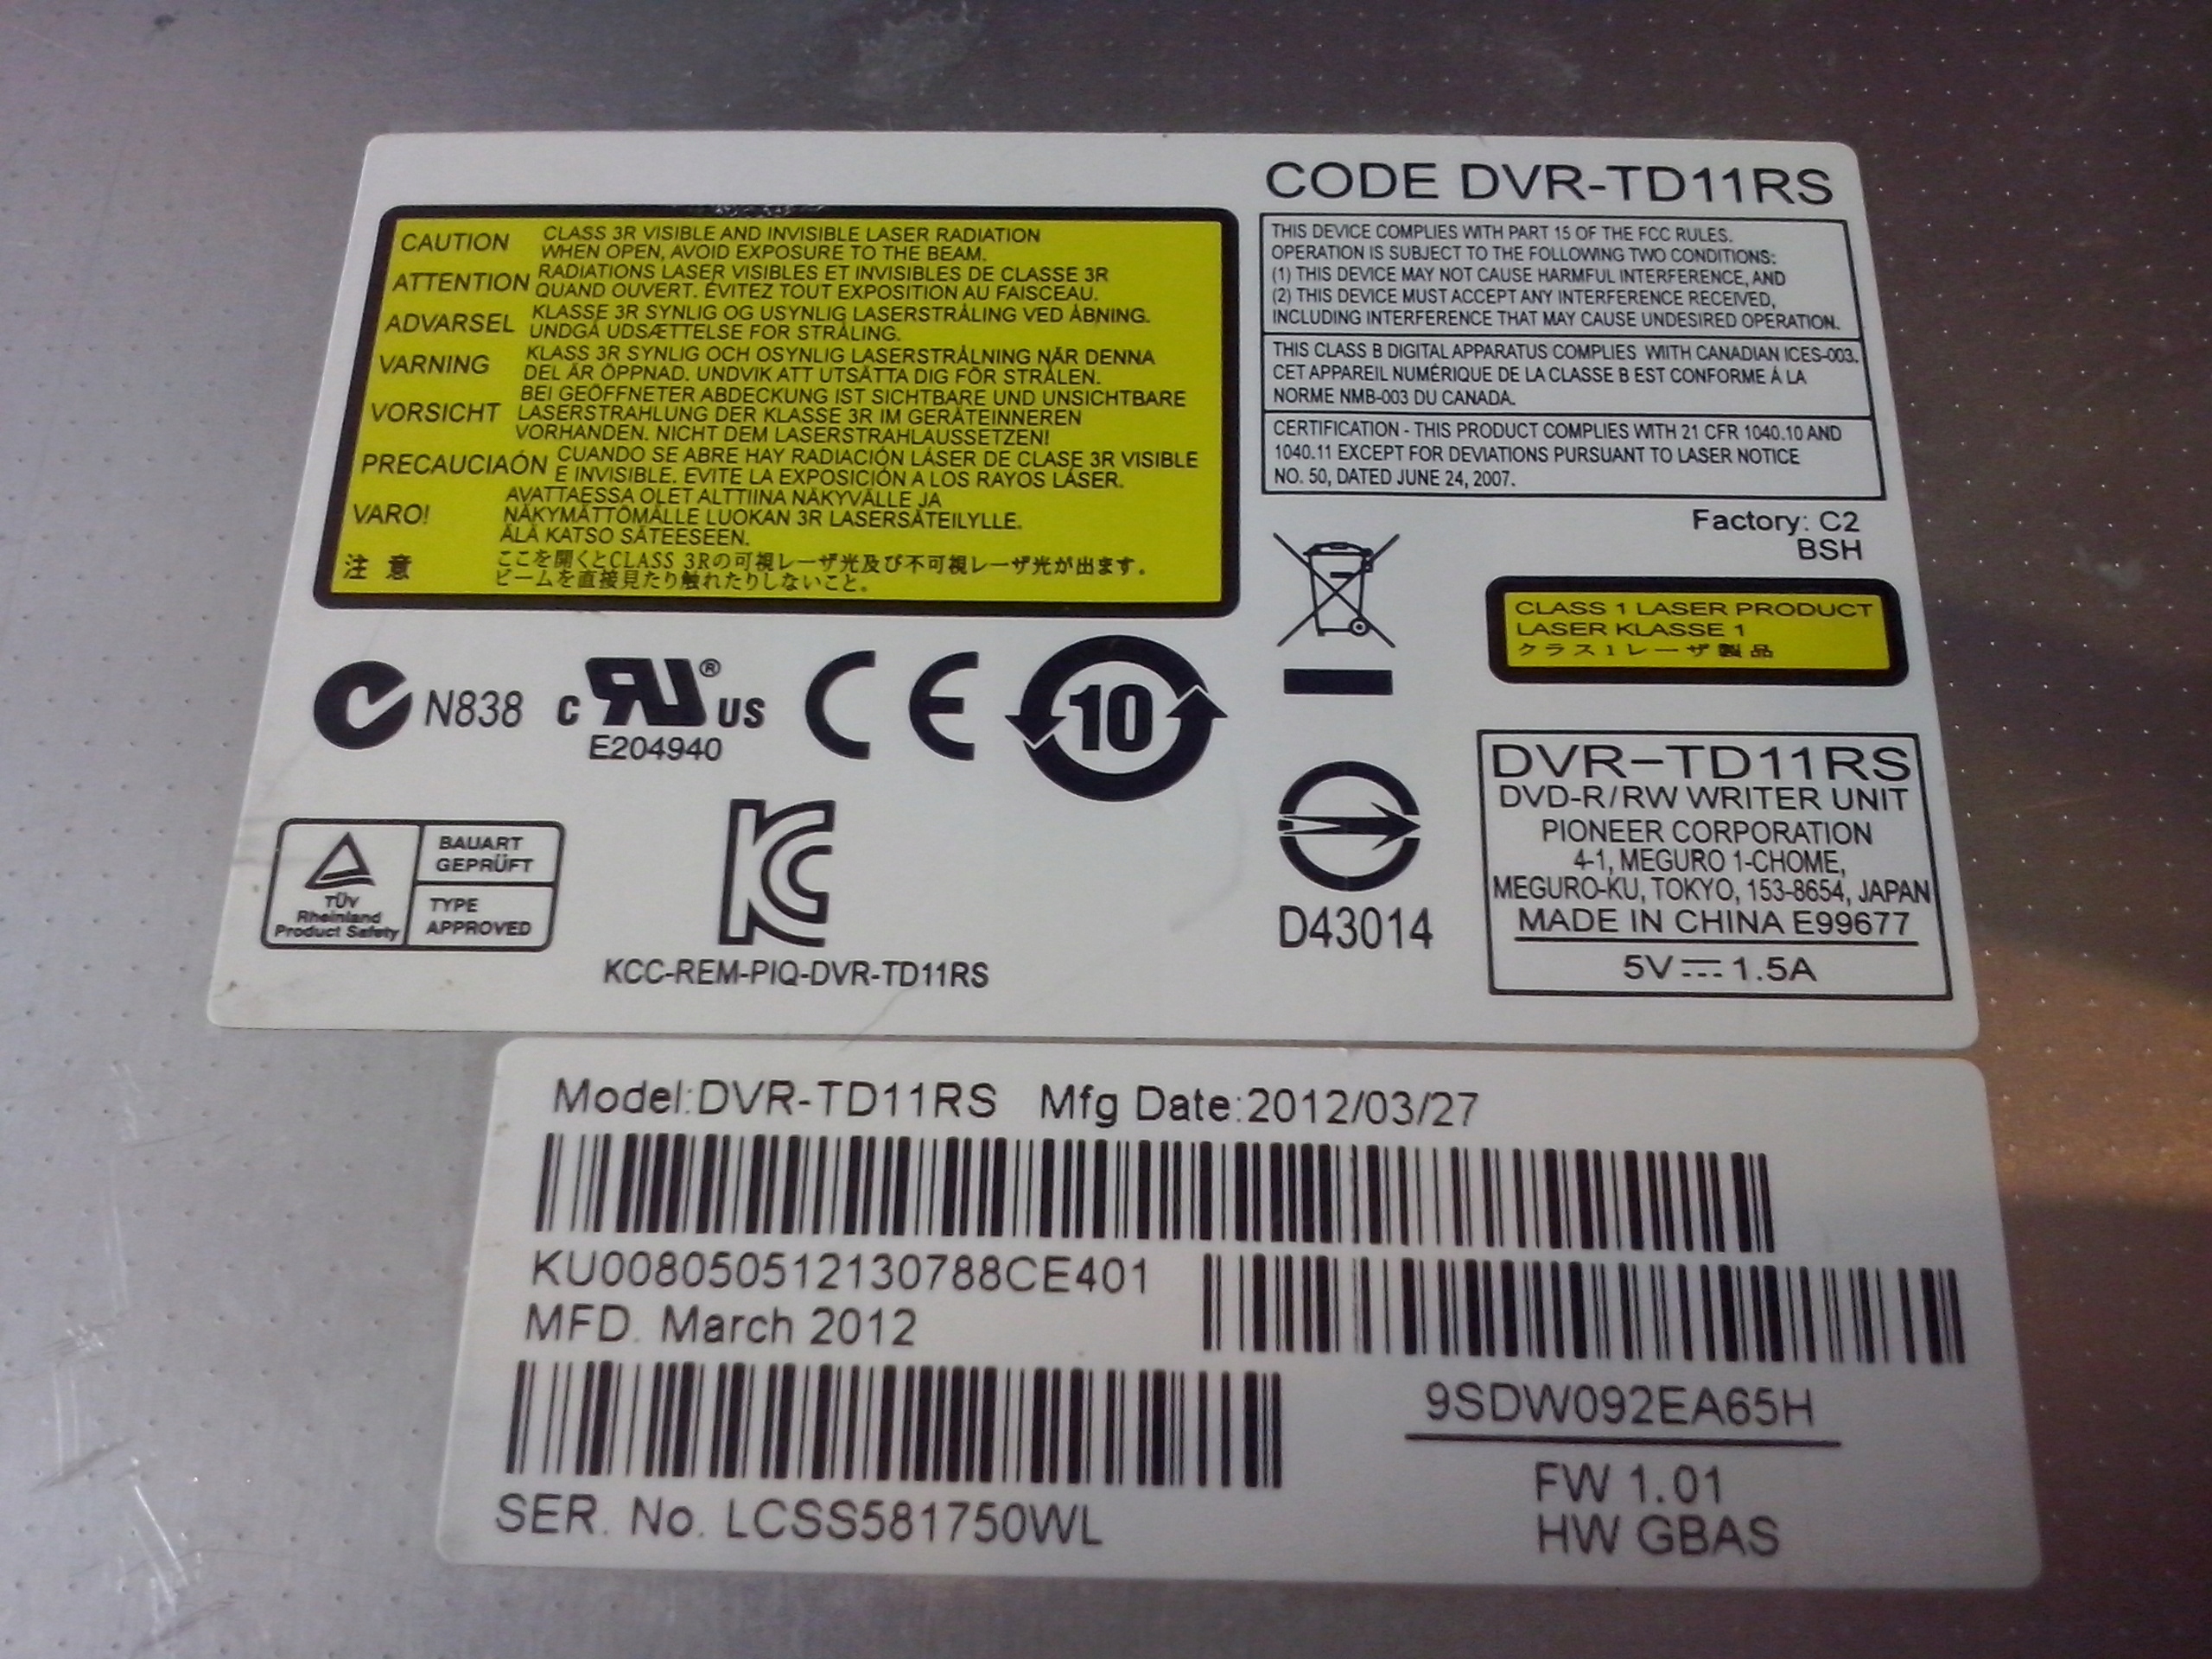 CODE DVR-TD11RS
CAUTION CLASS 3R VISIBLE AND INVISIBLE LASER RADIATION
WHEN OPEN, AVOID EXPOSURE TO THE BEAM.
ATTENTION RADIATIONS LASER VISIBLES ET INVISIBLES DE CLASSE 3R
QUAND OUVERT. ÉVITEZ TOUT EXPOSITION AU FAISCEAU.
ADVARSEL KLASSE 3R SYNLIG OG USYNLIG LASERSTRÅLING VED ÅBNING.
UNDGÅ UDSÆTTELSE FOR STRÅLING.
VARNING KLASS 3R SYNLIG OCH OSYNLIG LASERSTRÅLNING NÄR DENNA
DEL ÄR ÖPPNAD. UNDVIK ATT UTSÄTTA DIG FÖR STRÅLEN.
BEI GEÖFFNETER ABDECKUNG IST SICHTBARE UND UNSICHTBARE
VORSICHT LASERSTRAHLUNG DER KLASSE 3R IM GERÄTEINNEREN
VORHANDEN. NICHT DEM LASERSTRAHLAUSSETZEN!
PRECAUCIAÓN CUANDO SE ABRE HAY RADIACIÓN LÁSER DE CLASE 3R VISIBLE
E INVISIBLE. EVITE LA EXPOSICIÓN A LOS RAYOS LÁSER.
AVATTAESSA OLET ALTTIINA NÄKYVÄLLE JA
VARO! NÄKYMÄTTÖMÄLLE LUOKAN 3R LASERSÄTEILYLLE.
ÄLÄ KATSO SÄTEESEEN.
注意 ここを開くとCLASS 3Rの可視レーザ光及び不可視レーザ光が出ます。
ビームを直接見たり触れたりしないこと。
THIS DEVICE COMPLIES WITH PART 15 OF THE FCC RULES.
OPERATION IS SUBJECT TO THE FOLLOWING TWO CONDITIONS:
(1) THIS DEVICE MAY NOT CAUSE HARMFUL INTERFERENCE, AND
(2) THIS DEVICE MUST ACCEPT ANY INTERFERENCE RECEIVED,
INCLUDING INTERFERENCE THAT MAY CAUSE UNDESIRED OPERATION.
THIS CLASS B DIGITAL APPARATUS COMPLIES WIITH CANADIAN ICES-003.
CET APPAREIL NUMÉRIQUE DE LA CLASSE B EST CONFORME Á LA
NORME NMB-003 DU CANADA.
CERTIFICATION - THIS PRODUCT COMPLIES WITH 21 CFR 1040.10 AND
1040.11 EXCEPT FOR DEVIATIONS PURSUANT TO LASER NOTICE
NO. 50, DATED JUNE 24, 2007.
Factory: C2
BSH
CLASS 1 LASER PRODUCT
LASER KLASSE 1
クラス1レーザ製品
N838
C RU ® US
E204940
CE
10
TÜV
Rheinland
Product Safety
BAUART
GEPRÜFT
TYPE
APPROVED
KC
KCC-REM-PIQ-DVR-TD11RS
D43014
DVR-TD11RS
DVD-R/RW WRITER UNIT
PIONEER CORPORATION
4-1, MEGURO 1-CHOME,
MEGURO-KU, TOKYO, 153-8654, JAPAN
MADE IN CHINA E99677
5V ⎓ 1.5A
Model:DVR-TD11RS Mfg Date:2012/03/27
KU008050512130788CE401
MFD. March 2012
9SDW092EA65H
SER. No. LCSS581750WL
FW 1.01
HW GBAS